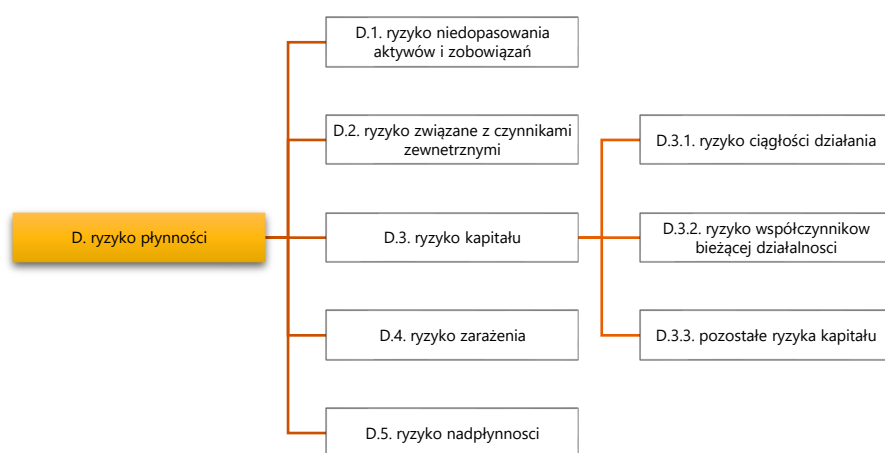 D. ryzyko płynności
D.1. ryzyko niedopasowania
aktywów i zobowiązań
D.2. ryzyko związane z czynnikami
zewnetrznymi
D.3. ryzyko kapitału
D.3.1. ryzyko ciągłości działania
D.3.2. ryzyko współczynnikow
bieżącej działalnosci
D.3.3. pozostałe ryzyka kapitału
D.4. ryzyko zarażenia
D.5. ryzyko nadpłynnosci